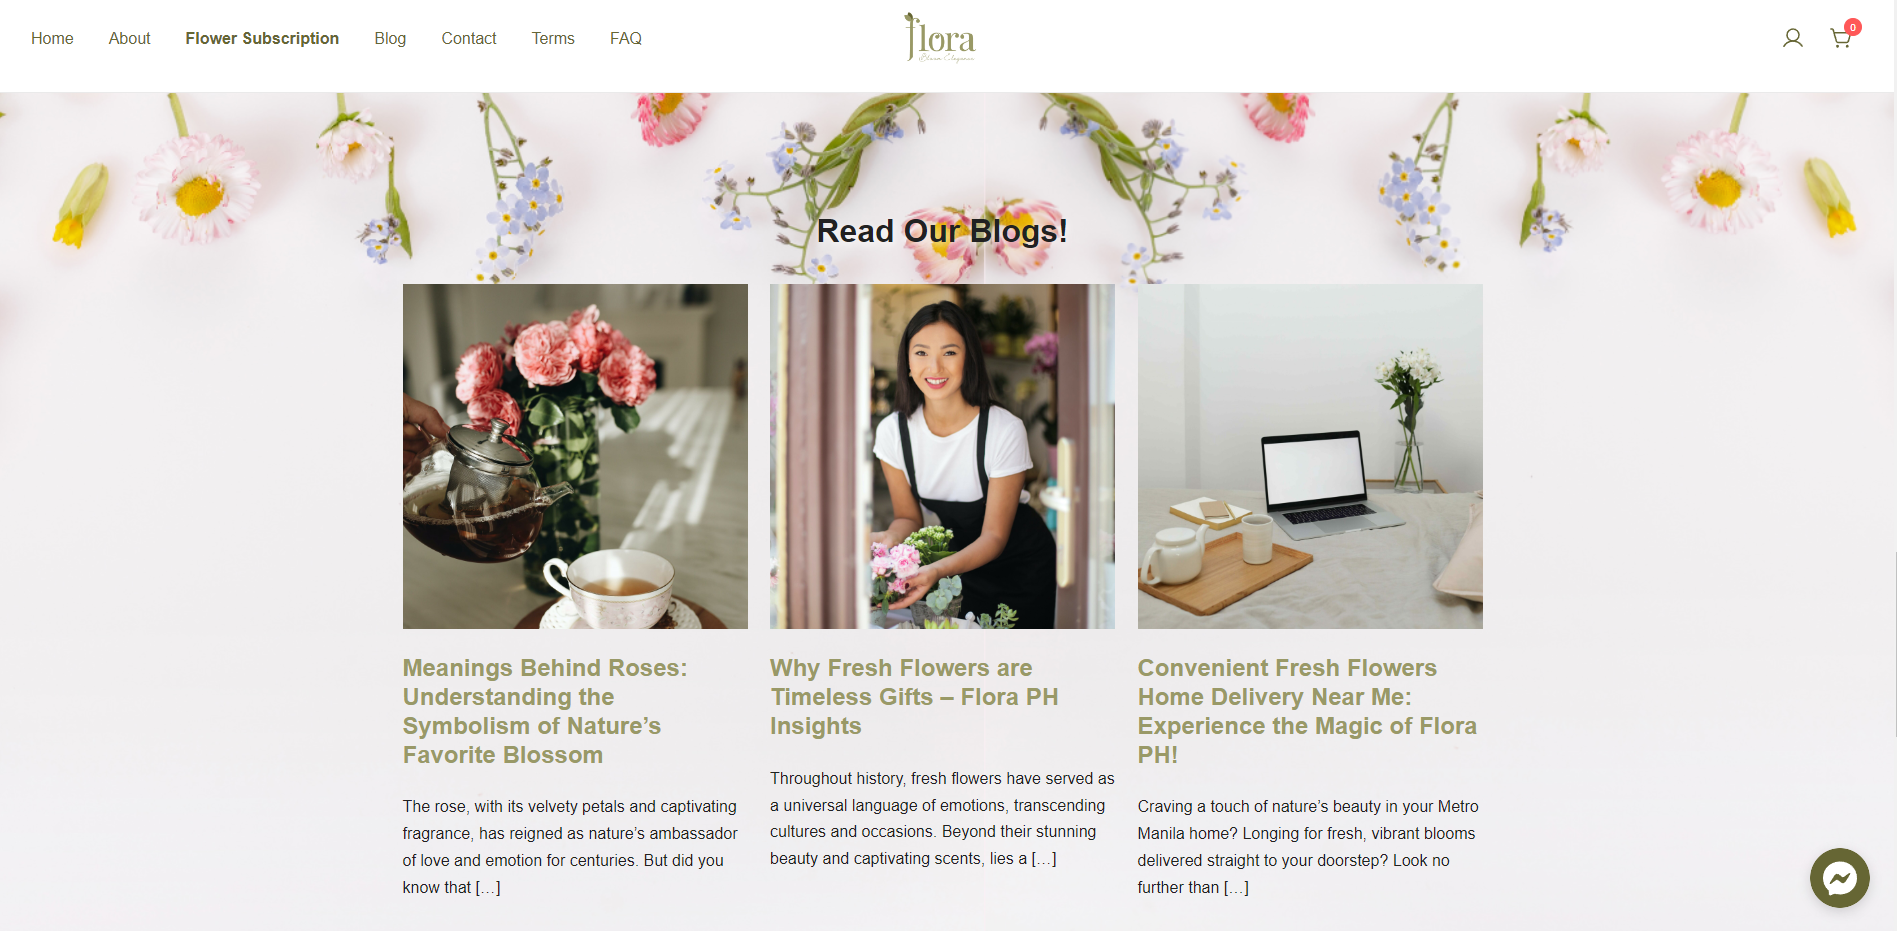 Home About Flower Subscription Blog Contact Terms FAQ
flora
0
Read Our Blogs!
Meanings Behind Roses:
Understanding the
Symbolism of Nature’s
Favorite Blossom
The rose, with its velvety petals and captivating
fragrance, has reigned as nature’s ambassador
of love and emotion for centuries. But did you
know that […]
Why Fresh Flowers are
Timeless Gifts – Flora PH
Insights
Throughout history, fresh flowers have served as
a universal language of emotions, transcending
cultures and occasions. Beyond their stunning
beauty and captivating scents, lies a […]
Convenient Fresh Flowers
Home Delivery Near Me:
Experience the Magic of Flora
PH!
Craving a touch of nature’s beauty in your Metro
Manila home? Longing for fresh, vibrant blooms
delivered straight to your doorstep? Look no
further than […]